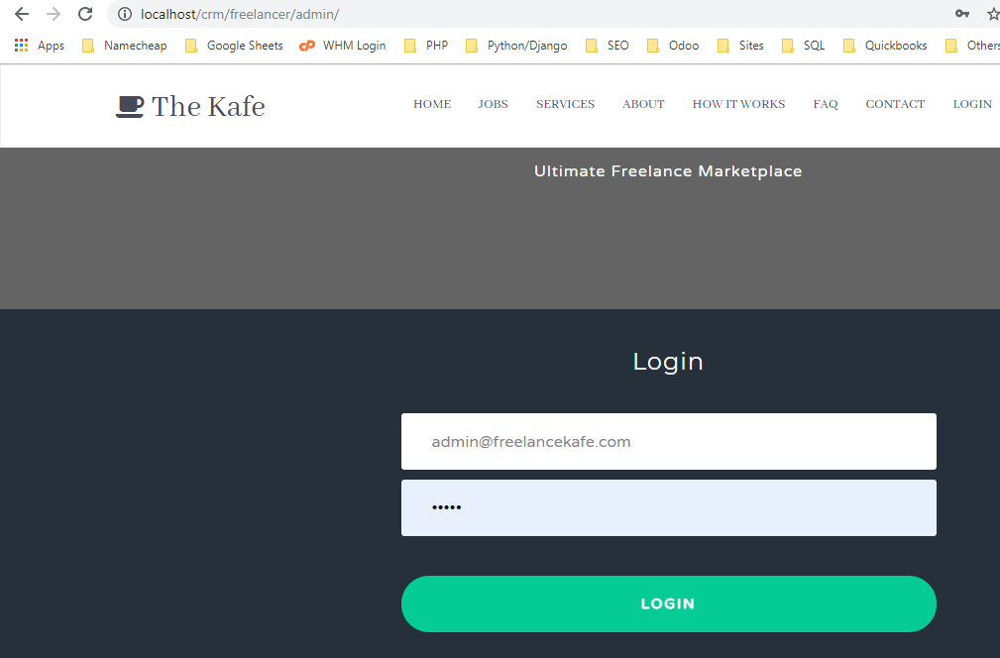 localhost/crm/freelancer/admin/
Apps Namecheap Google Sheets cP WHM Login PHP Python/Django SEO Odoo Sites SQL Quickbooks Others
The Kafe HOME JOBS SERVICES ABOUT HOW IT WORKS FAQ CONTACT LOGIN
Ultimate Freelance Marketplace
Login
admin@freelancekafe.com
•••••
LOGIN